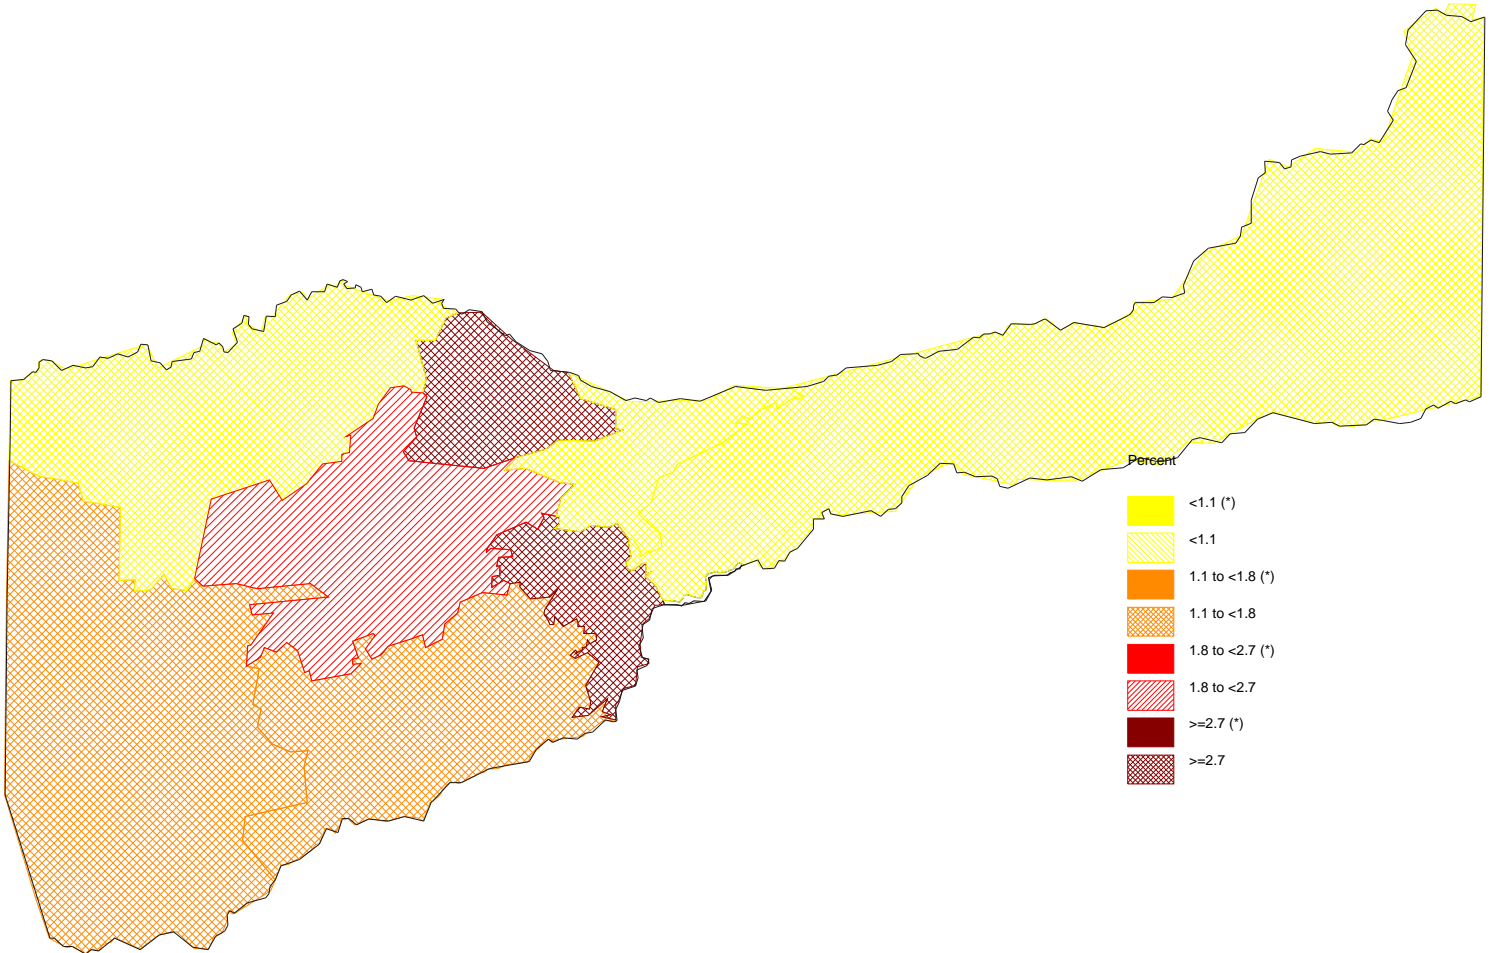 Percent
<1.1 (*)
<1.1
1.1 to <1.8 (*)
1.1 to <1.8
1.8 to <2.7 (*)
1.8 to <2.7
>=2.7 (*)
>=2.7